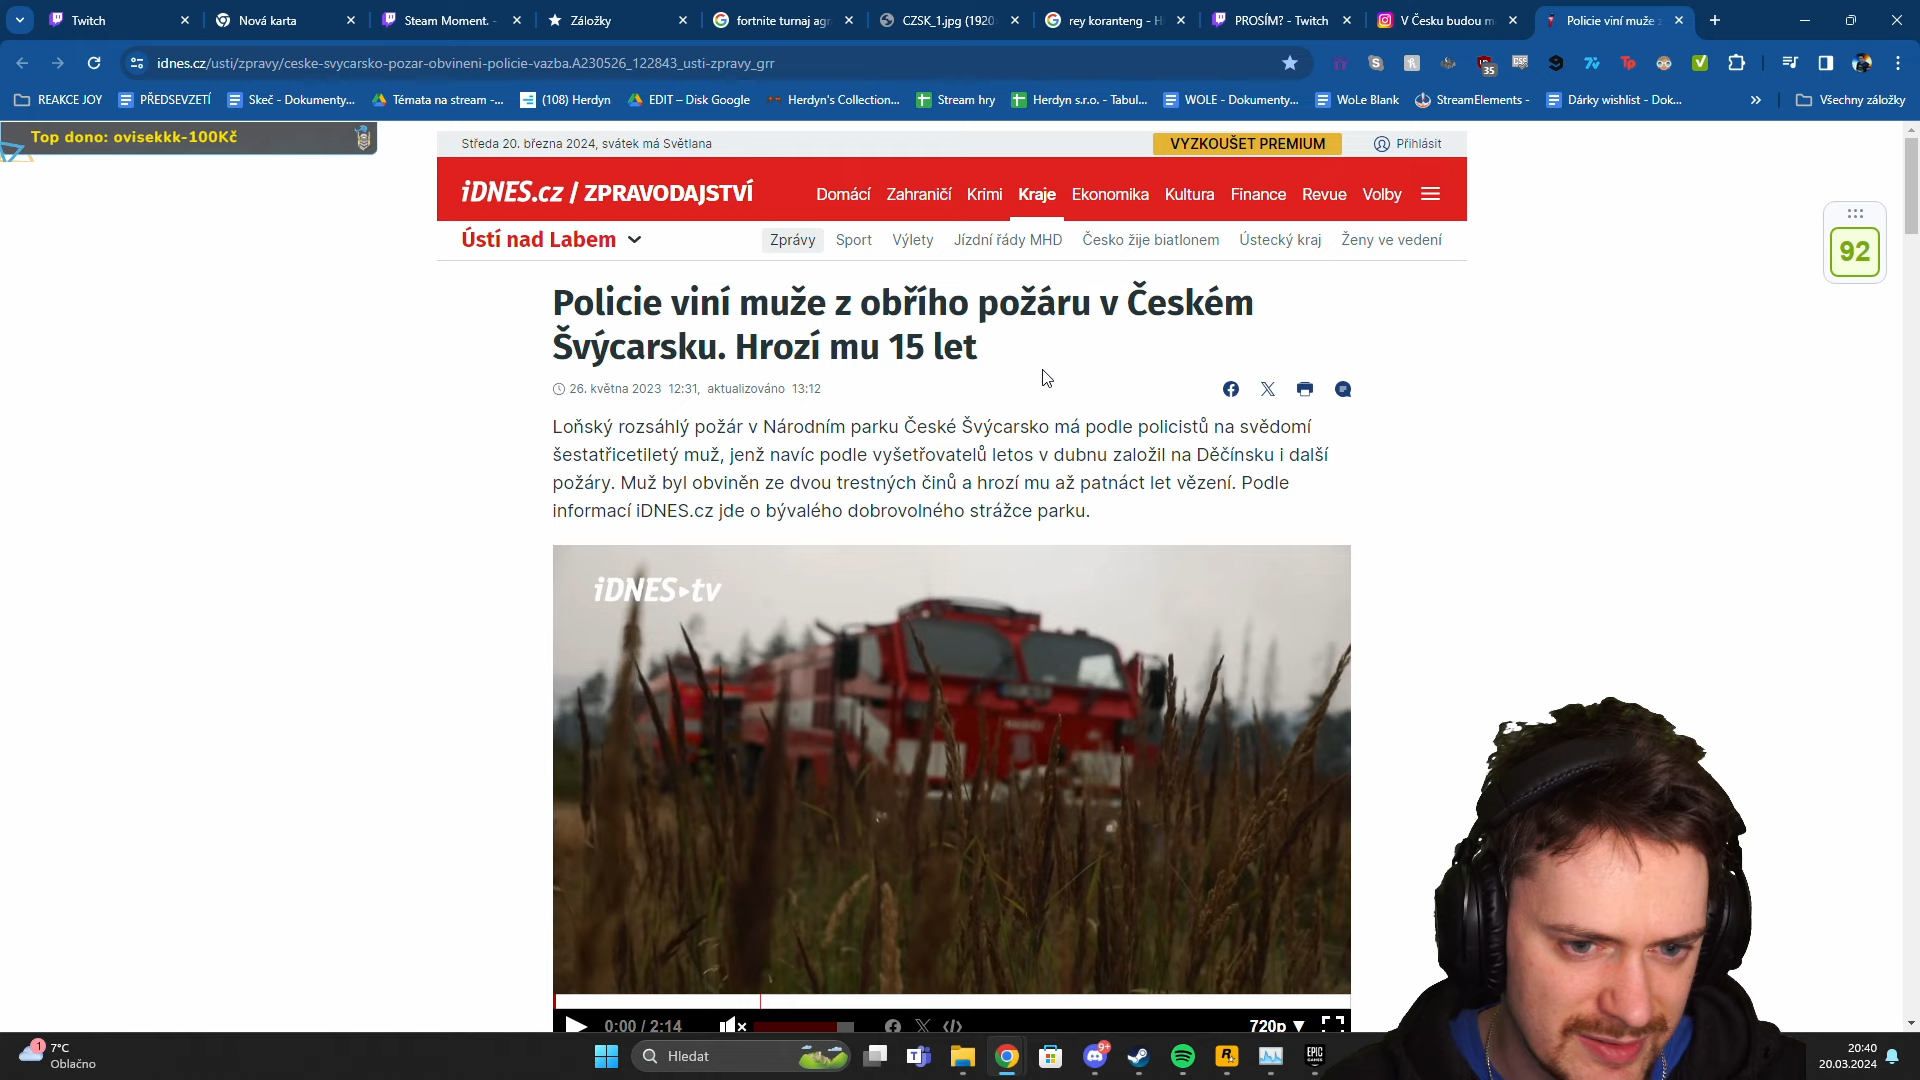 Twitch
Nová karta
Steam Moment. -
Záložky
fortnite turnaj agr
CZSK_1.jpg (1920
rey koranteng - H
PROSÍM? - Twitch
V Česku budou m
Policie viní muže z
idnes.cz/usti/zpravy/ceske-svycarsko-pozar-obvineni-policie-vazba.A230526_122843_usti-zpravy_grr
35
REAKCE JOY
PŘEDSEVZETÍ
Skeč - Dokumenty...
Témata na stream -...
(108) Herdyn
EDIT – Disk Google
Herdyn's Collection...
Stream hry
Herdyn s.r.o. - Tabul...
WOLE - Dokumenty...
WoLe Blank
StreamElements -
Dárky wishlist - Dok...
Všechny záložky
Top dono: ovisekkk-100Kč
Středa 20. března 2024, svátek má Světlana
VYZKOUŠET PREMIUM
Přihlásit
iDNES.cz / ZPRAVODAJSTVÍ
Domácí Zahraničí Krimi Kraje Ekonomika Kultura Finance Revue Volby
92
Ústí nad Labem
Zprávy Sport Výlety Jízdní řády MHD Česko žije biatlonem Ústecký kraj Ženy ve vedení
Policie viní muže z obřího požáru v Českém
Švýcarsku. Hrozí mu 15 let
26. května 2023 12:31, aktualizováno 13:12
Loňský rozsáhlý požár v Národním parku České Švýcarsko má podle policistů na svědomí
šestatřicetiletý muž, jenž navíc podle vyšetřovatelů letos v dubnu založil na Děčínsku i další
požáry. Muž byl obviněn ze dvou trestných činů a hrozí mu až patnáct let vězení. Podle
informací iDNES.cz jde o bývalého dobrovolného strážce parku.
iDNES tv
0:00 / 2:14
720p
1
7°C
Oblačno
Hledat
9+
EPIC
20:40
20.03.2024